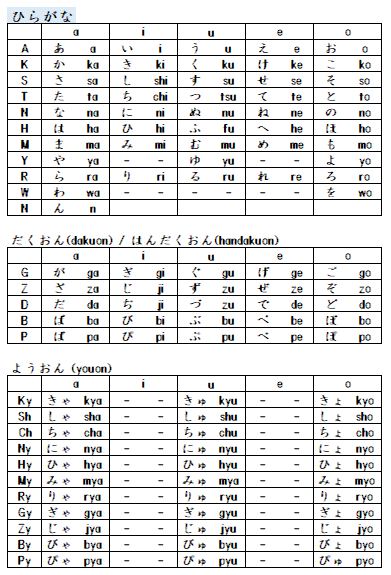 ひらがな
a i u e o
A あ a い i う u え e お o
K か ka き ki く ku け ke こ ko
S さ sa し shi す su せ se そ so
T た ta ち chi つ tsu て te と to
N な na に ni ぬ nu ね ne の no
H は ha ひ hi ふ fu へ he ほ ho
M ま ma み mi む mu め me も mo
Y や ya - - ゆ yu - - よ yo
R ら ra り ri る ru れ re ろ ro
W わ wa - - - - - - を wo
N ん n
だくおん(dakuon) / はんだくおん(handakuon)
a i u e o
G が ga ぎ gi ぐ gu げ ge ご go
Z ざ za じ ji ず zu ぜ ze ぞ zo
D だ da ぢ ji づ zu で de ど do
B ば ba び bi ぶ bu べ be ぼ bo
P ぱ pa ぴ pi ぷ pu ぺ pe ぽ po
ようおん (youon)
a i u e o
Ky きゃ kya - - きゅ kyu - - きょ kyo
Sh しゃ sha - - しゅ shu - - しょ sho
Ch ちゃ cha - - ちゅ chu - - ちょ cho
Ny にゃ nya - - にゅ nyu - - にょ nyo
Hy ひゃ hya - - ひゅ hyu - - ひょ hyo
My みゃ mya - - みゅ mya - - みょ myo
Ry りゃ rya - - りゅ ryu - - りょ ryo
Gy ぎゃ gya - - ぎゅ gyu - - ぎょ gyo
Zy じゃ jya - - じゅ jyu - - じょ jyo
By びゃ bya - - びゅ byu - - びょ byo
Py ぴゃ pya - - ぴゅ pyu - - ぴょ pyo